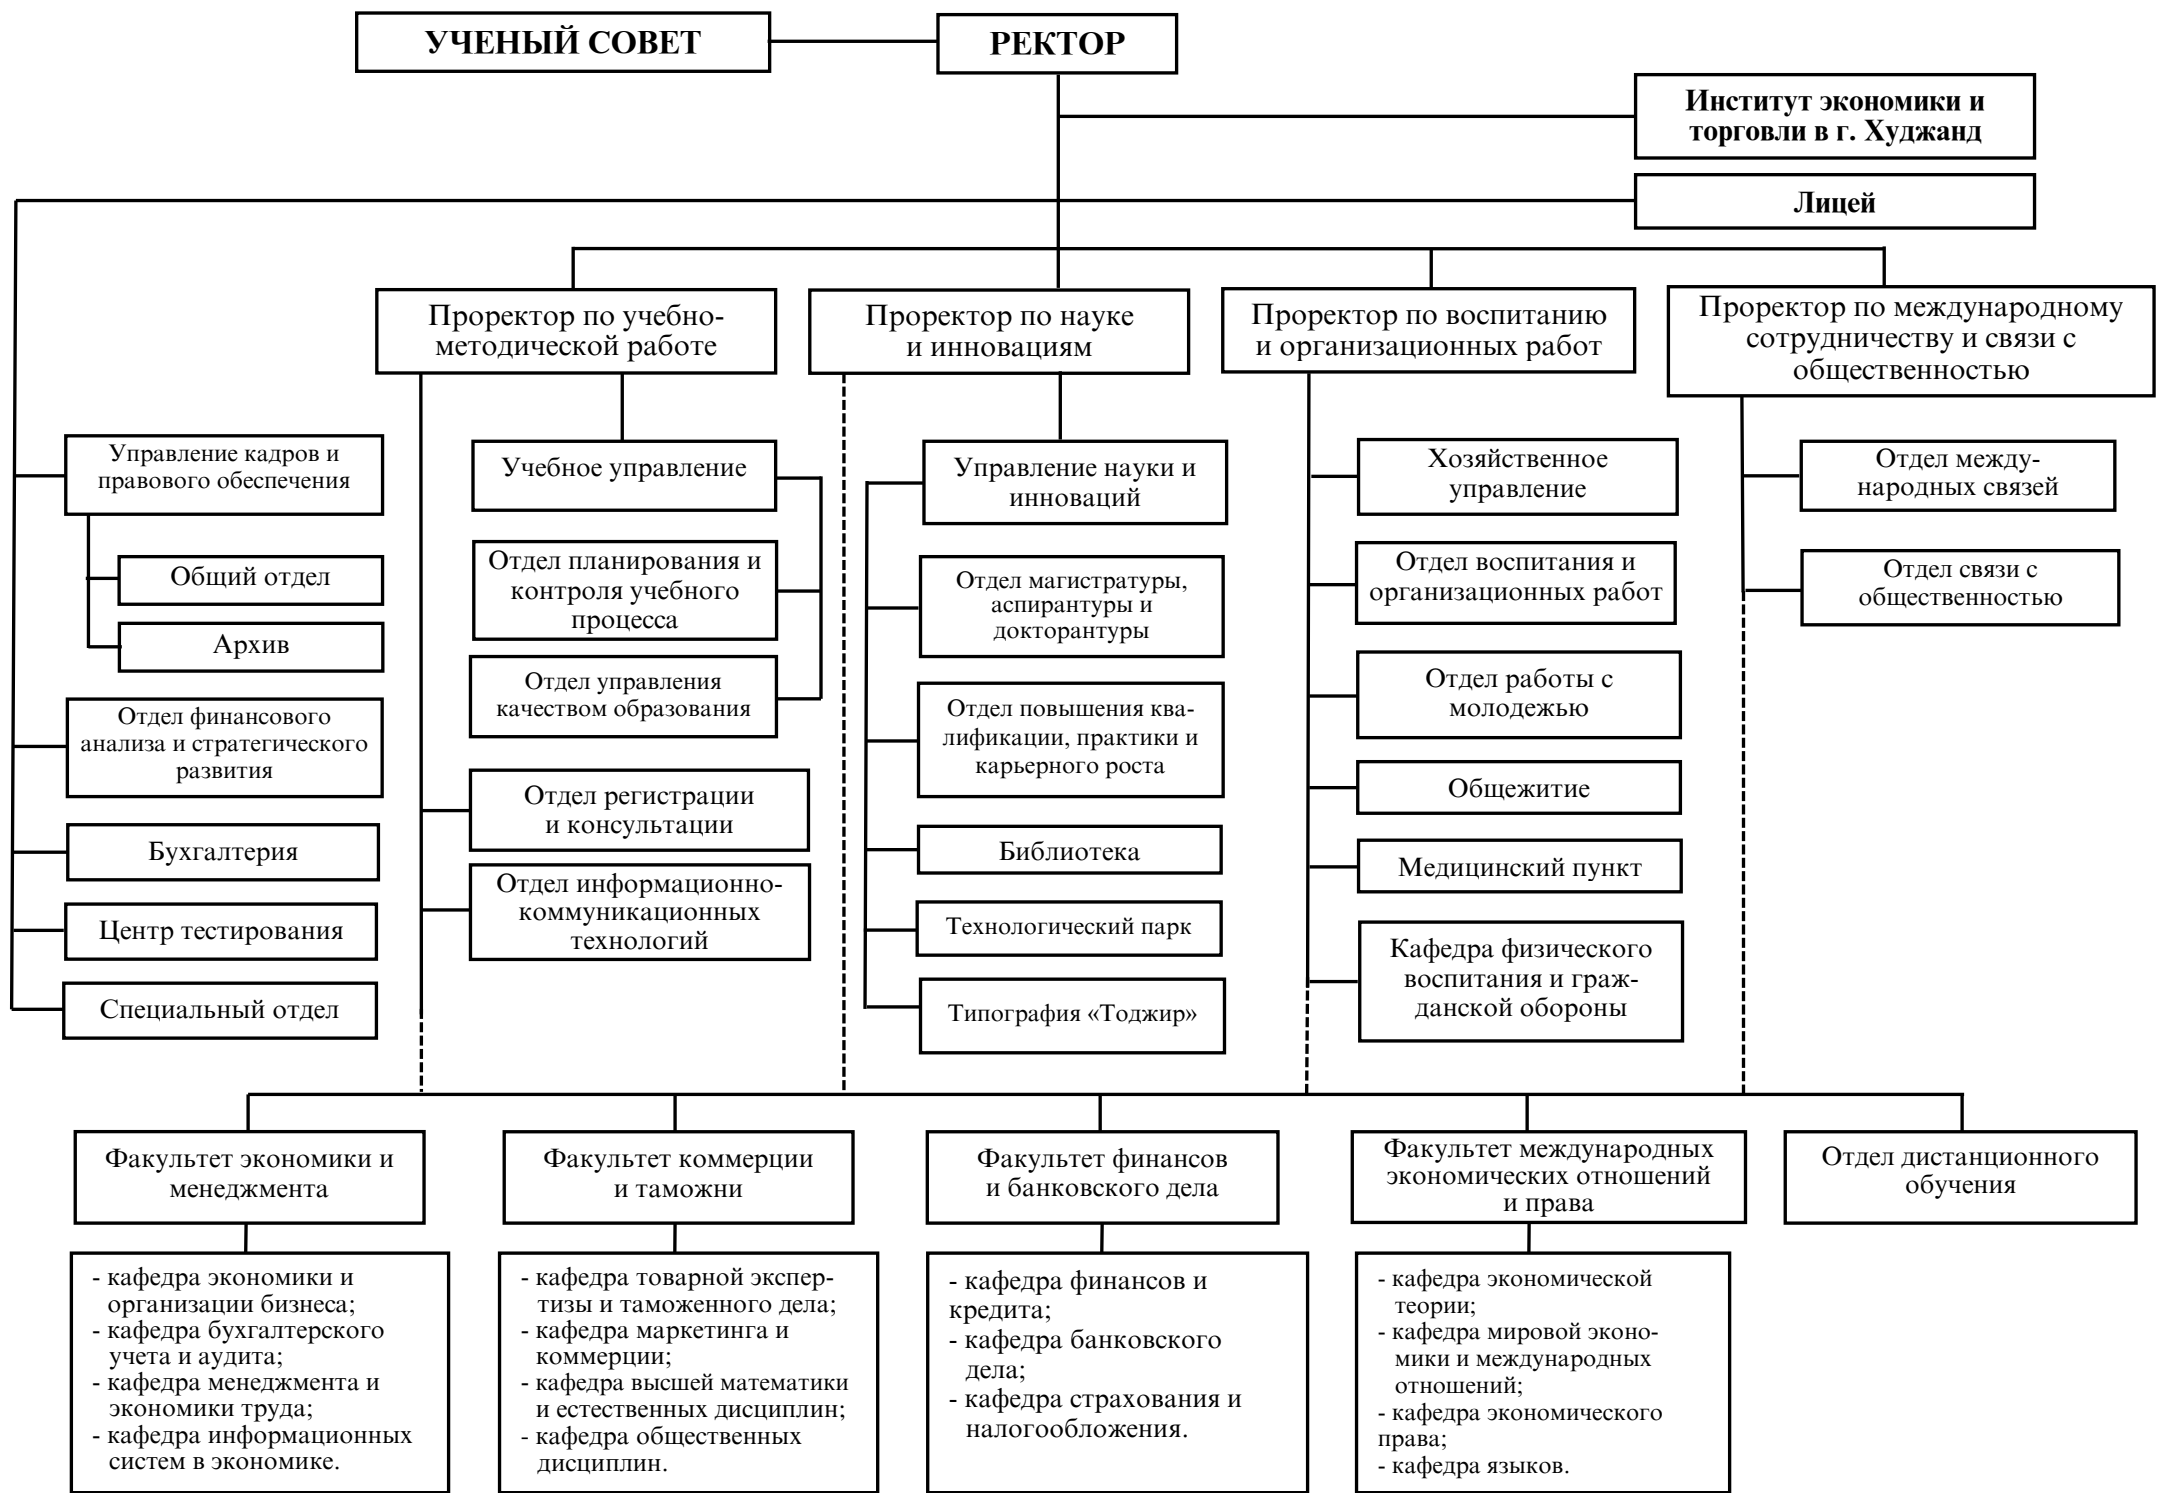 УЧЕНЫЙ СОВЕТ
РЕКТОР
Институт экономики и
торговли в г. Худжанд
Лицей
Проректор по учебно-
методической работе
Проректор по науке
и инновациям
Проректор по воспитанию
и организационных работ
Проректор по международному
сотрудничеству и связи с
общественностью
Управление кадров и
правового обеспечения
Общий отдел
Архив
Отдел финансового
анализа и стратегического
развития
Бухгалтерия
Центр тестирования
Специальный отдел
Учебное управление
Отдел планирования и
контроля учебного
процесса
Отдел управления
качеством образования
Отдел регистрации
и консультации
Отдел информационно-
коммуникационных
технологий
Управление науки и
инноваций
Отдел магистратуры,
аспирантуры и
докторантуры
Отдел повышения ква-
лификации, практики и
карьерного роста
Библиотека
Технологический парк
Типография «Тоджир»
Хозяйственное
управление
Отдел воспитания и
организационных работ
Отдел работы с
молодежью
Общежитие
Медицинский пункт
Кафедра физического
воспитания и граж-
данской обороны
Отдел между-
народных связей
Отдел связи с
общественностью
Факультет экономики и
менеджмента
Факультет коммерции
и таможни
Факультет финансов
и банковского дела
Факультет международных
экономических отношений
и права
Отдел дистанционного
обучения
- кафедра экономики и
организации бизнеса;
- кафедра бухгалтерского
учета и аудита;
- кафедра менеджмента и
экономики труда;
- кафедра информационных
систем в экономике.
- кафедра товарной экспер-
тизы и таможенного дела;
- кафедра маркетинга и
коммерции;
- кафедра высшей математики
и естественных дисциплин;
- кафедра общественных
дисциплин.
- кафедра финансов и
кредита;
- кафедра банковского
дела;
- кафедра страхования и
налогообложения.
- кафедра экономической
теории;
- кафедра мировой эконо-
мики и международных
отношений;
- кафедра экономического
права;
- кафедра языков.